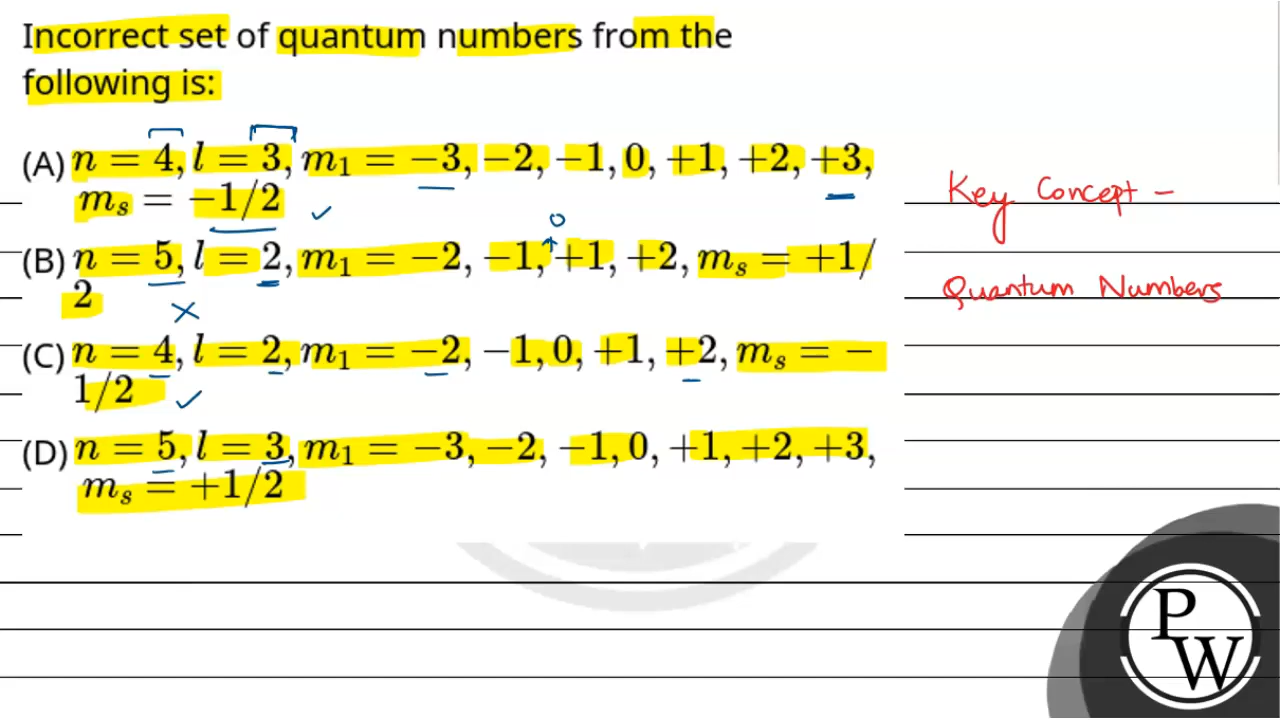 Incorrect set of quantum numbers from the
following is:
(A) n = 4, l = 3, m₁ = −3, −2, −1, 0, +1, +2, +3,
mₛ = −1/2 ✓
0
(B) n = 5, l = 2, m₁ = −2, −1, +1, +2, mₛ = +1/
2 ×
(C) n = 4, l = 2, m₁ = −2, −1, 0, +1, +2, mₛ = −
1/2 ✓
(D) n = 5, l = 3, m₁ = −3, −2, −1, 0, +1, +2, +3,
mₛ = +1/2
Key Concept –
Quantum Numbers
PW